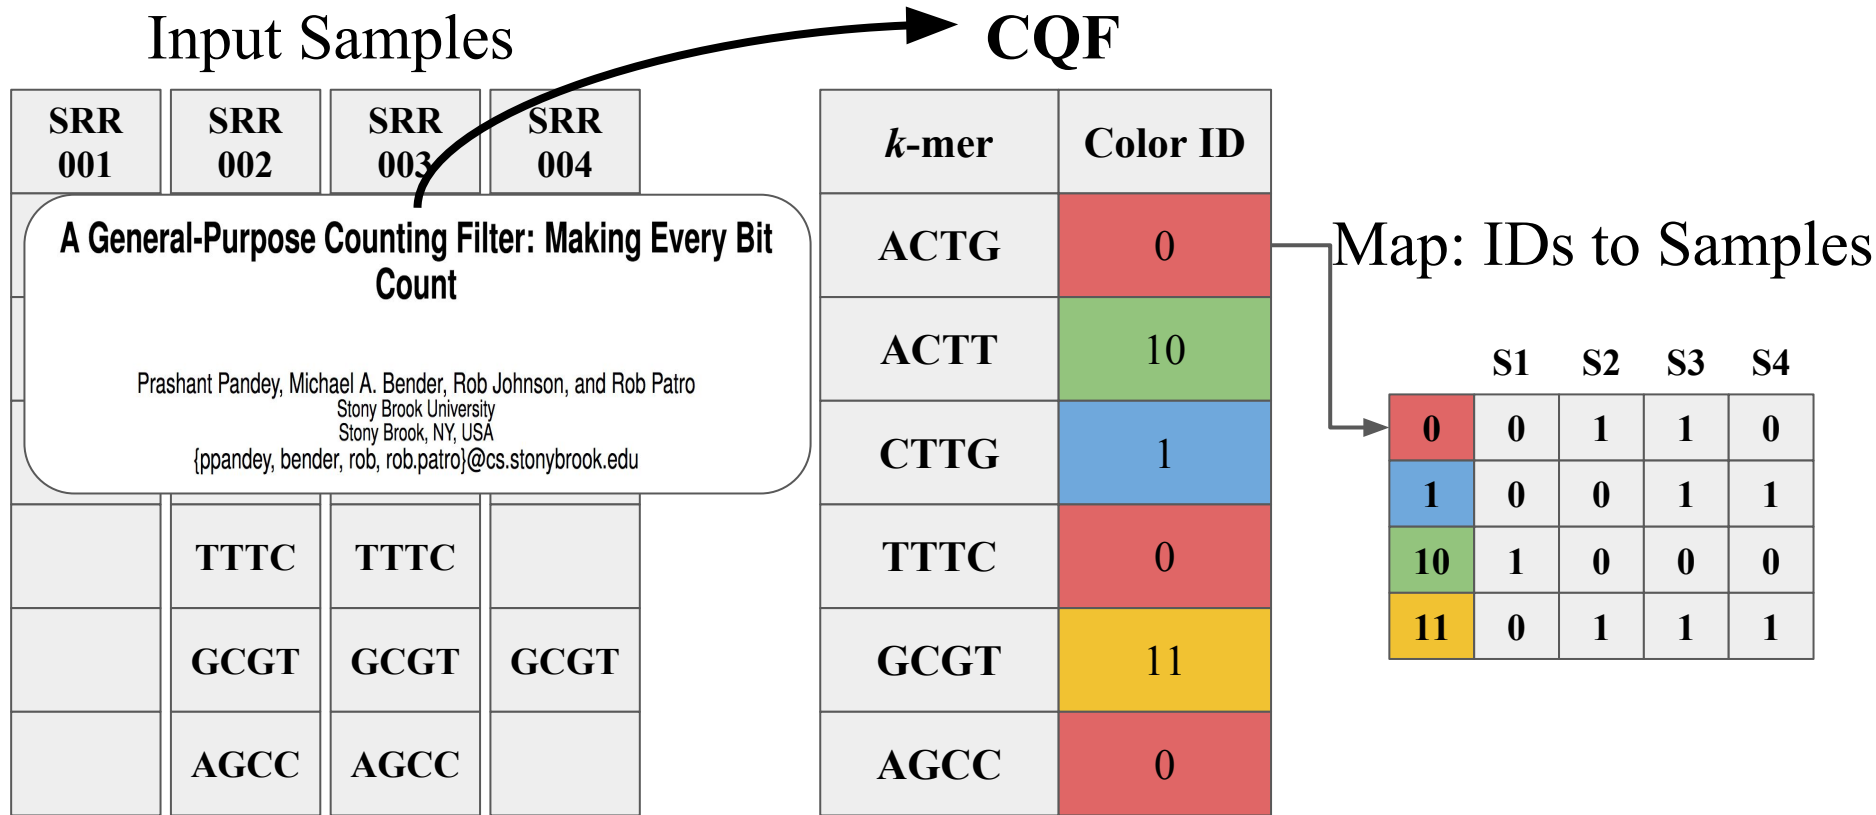 Input Samples
CQF
SRR SRR SRR SRR
001 002 003 004
A General-Purpose Counting Filter: Making Every Bit
Count
Prashant Pandey, Michael A. Bender, Rob Johnson, and Rob Patro
Stony Brook University
Stony Brook, NY, USA
{ppandey, bender, rob, rob.patro}@cs.stonybrook.edu
TTTC TTTC
GCGT GCGT GCGT
AGCC AGCC
k-mer Color ID
ACTG 0
ACTT 10
CTTG 1
TTTC 0
GCGT 11
AGCC 0
Map: IDs to Samples
S1 S2 S3 S4
0 0 1 1 0
1 0 0 1 1
10 1 0 0 0
11 0 1 1 1